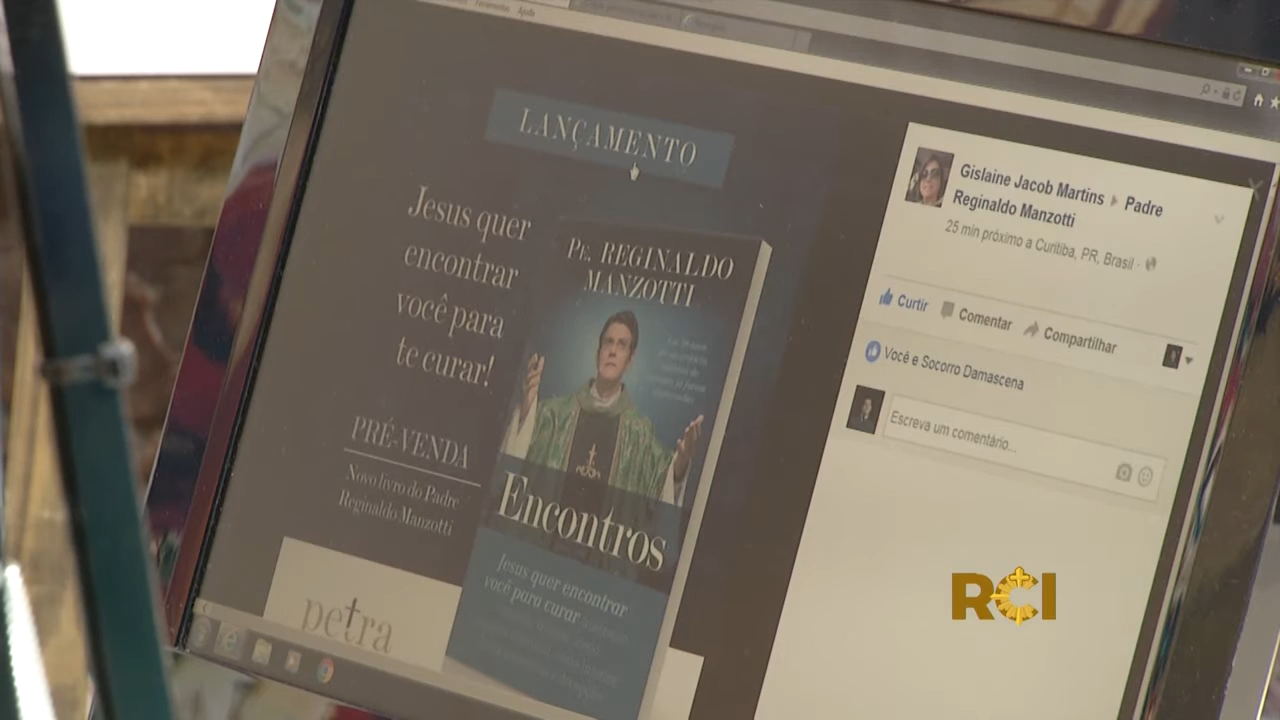 Ferramentas Ajuda
LANÇAMENTO
Jesus quer
encontrar
você para
te curar!
PRÉ-VENDA
Novo livro do Padre
Reginaldo Manzotti
petra
PE. REGINALDO
MANZOTTI
Encontros
Jesus quer encontrar
você para curar
Gislaine Jacob Martins Padre
Reginaldo Manzotti
25 min próximo a Curitiba, PR, Brasil ·
Curtir Comentar Compartilhar
Você e Socorro Damascena
Escreva um comentário...
RCI